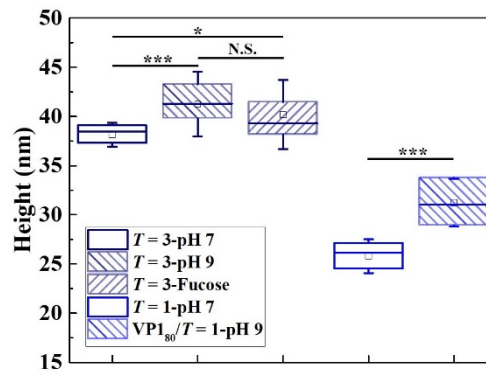 50
45
40
35
30
25
20
15
Height (nm)
*
***
N.S.
***
T = 3-pH 7
T = 3-pH 9
T = 3-Fucose
T = 1-pH 7
VP1₈₀/T = 1-pH 9